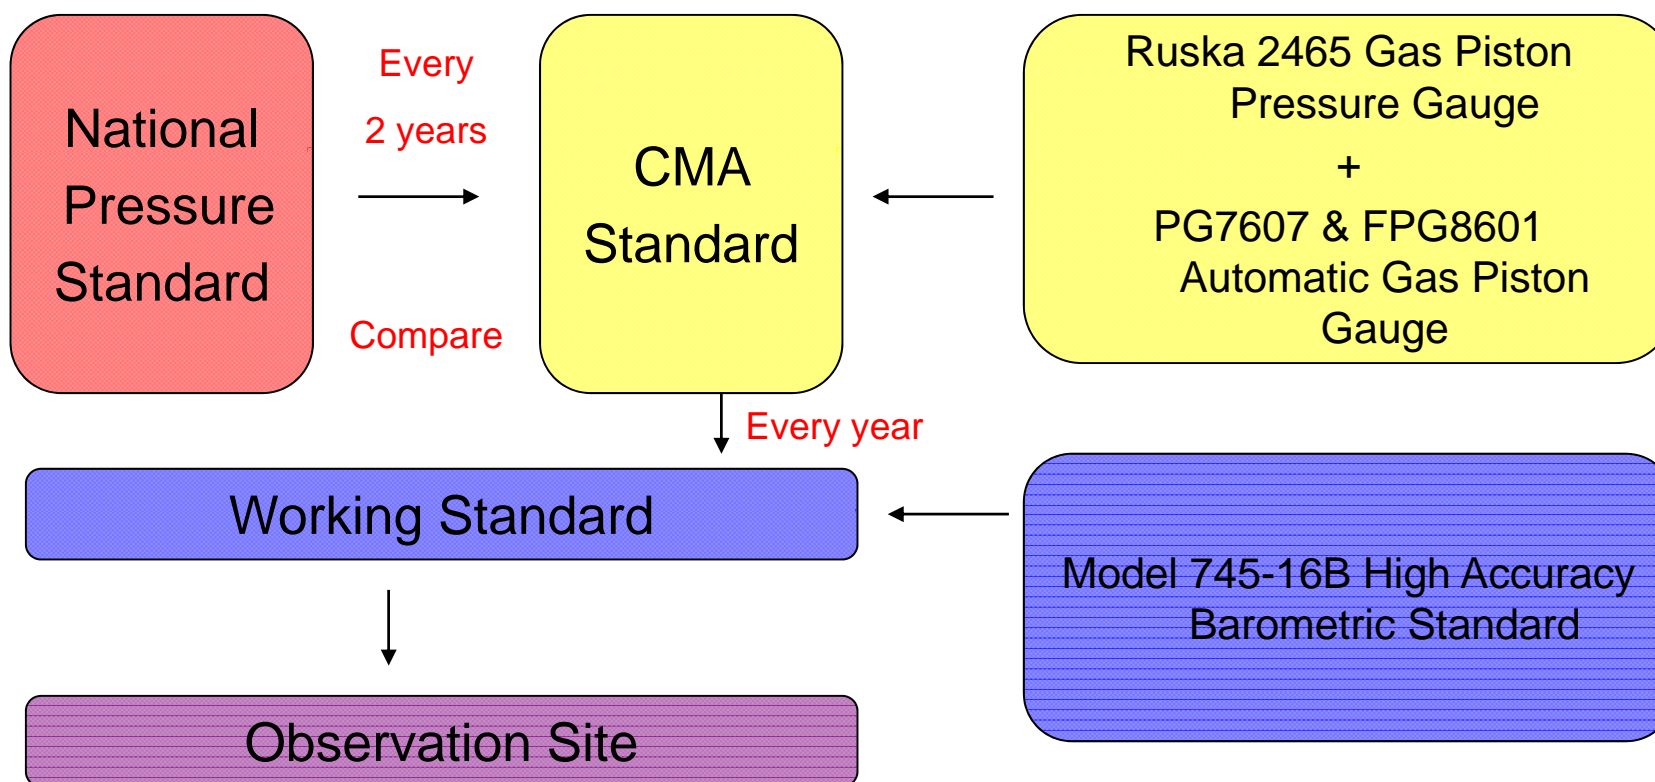 National
Pressure
Standard
Every
2 years
Compare
CMA
Standard
Ruska 2465 Gas Piston
Pressure Gauge
+
PG7607 & FPG8601
Automatic Gas Piston
Gauge
Every year
Working Standard
Model 745-16B High Accuracy
Barometric Standard
Observation Site